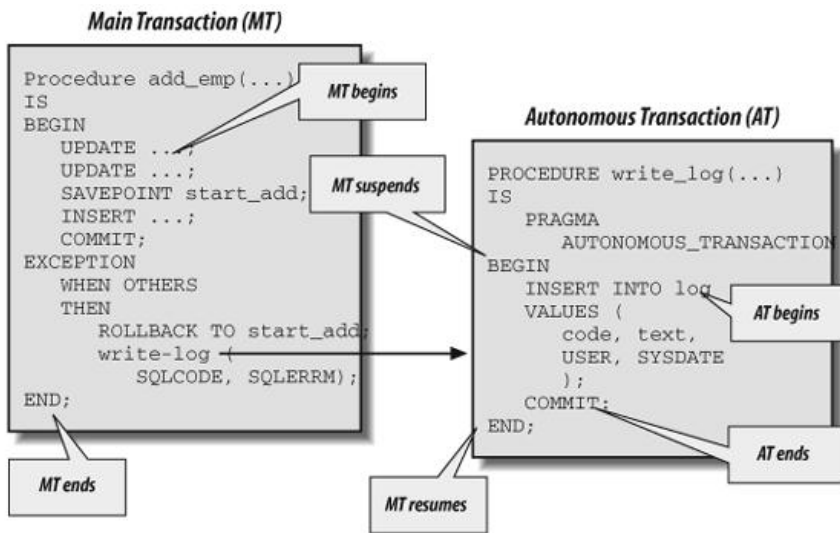 Main Transaction (MT)
Procedure add_emp(...)
IS
BEGIN
UPDATE ...;
UPDATE ...;
SAVEPOINT start_add;
INSERT ...;
COMMIT;
EXCEPTION
WHEN OTHERS
THEN
ROLLBACK TO start_add;
write-log (
SQLCODE, SQLERRM);
END;
MT begins
MT ends
MT suspends
Autonomous Transaction (AT)
PROCEDURE write_log(...)
IS
PRAGMA
AUTONOMOUS_TRANSACTION
BEGIN
INSERT INTO log
VALUES (
code, text,
USER, SYSDATE
);
COMMIT;
END;
AT begins
AT ends
MT resumes